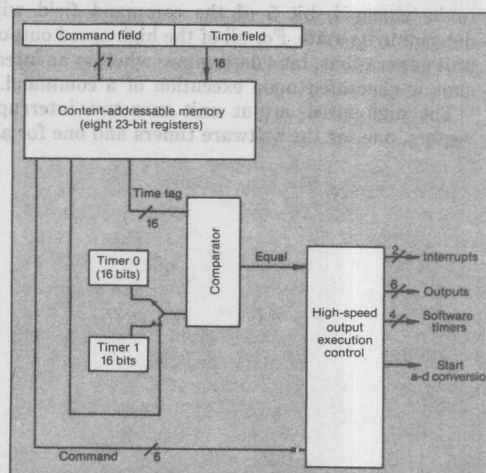 Command field
Time field
7
16
Content-addressable memory
(eight 23-bit registers)
Time tag
16
Comparator
Timer 0
(16 bits)
Timer 1
16 bits
Equal
High-speed
output
execution
control
2
Interrupts
6
Outputs
4
Software
timers
Start
a-d conversio
Command
6